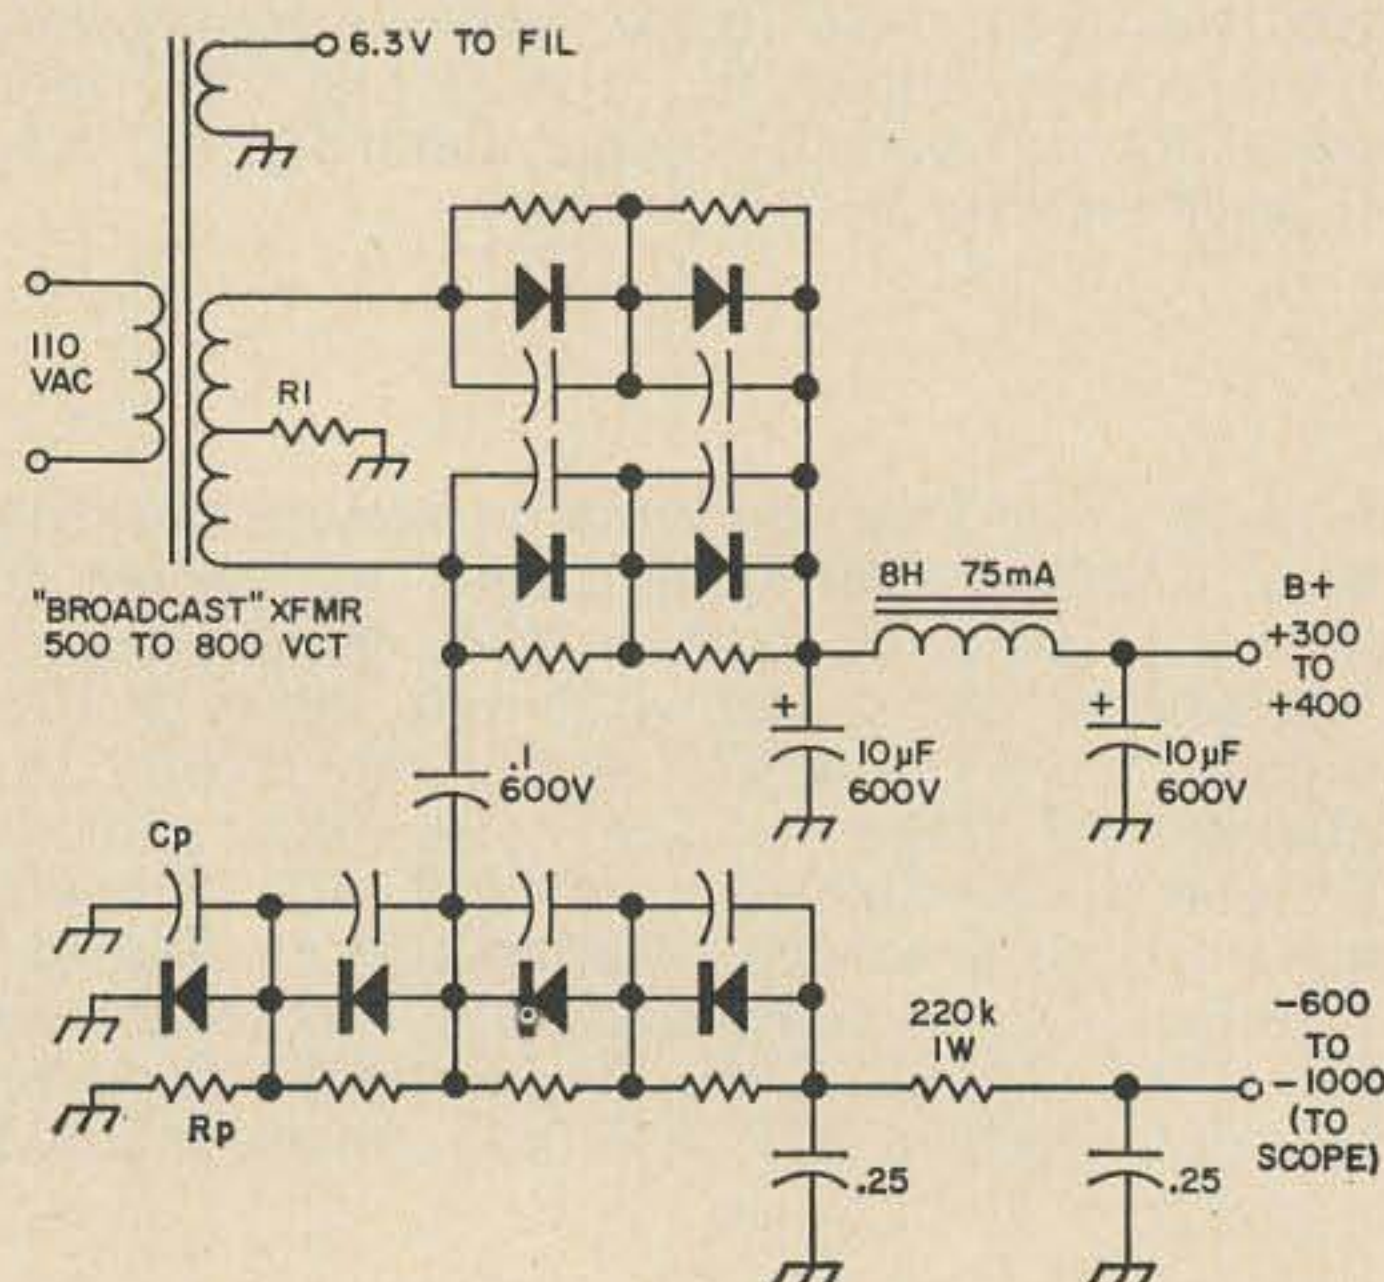 6.3V TO FIL
110
VAC
R1
"BROADCAST" XFMR
500 TO 800 VCT
8H 75mA
B+
+300
TO
+400
+
10µF
600V
+
10µF
600V
.1
600V
Cp
Rp
220k
1W
-600
TO
-1000
(TO
SCOPE)
.25
.25